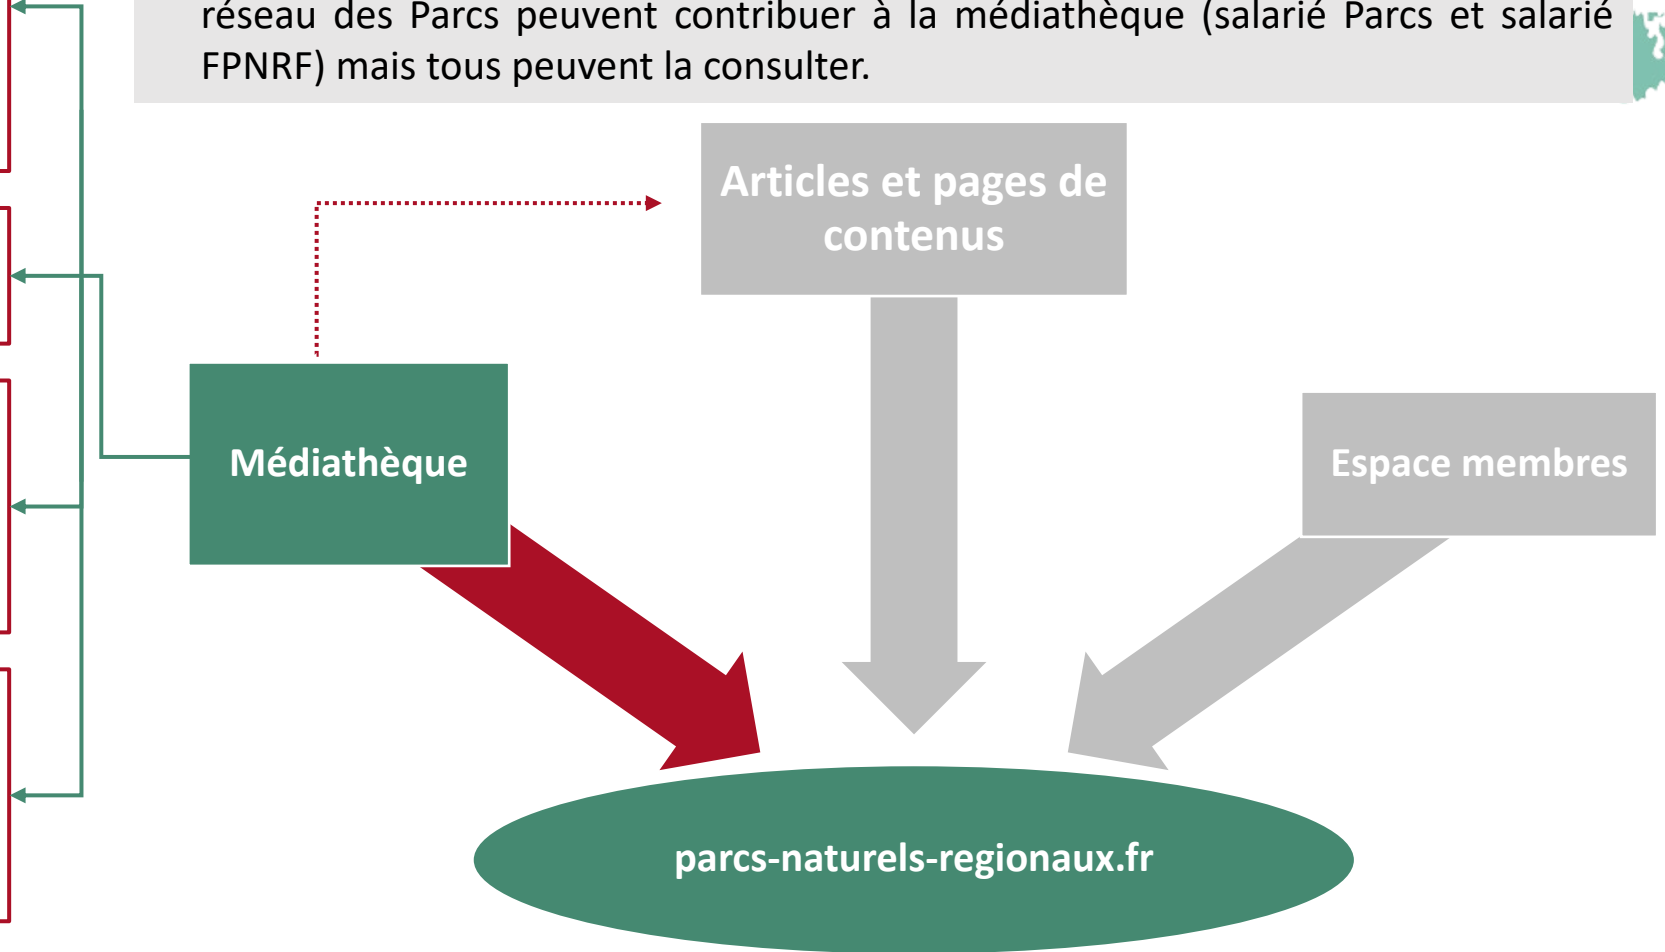 réseau des Parcs peuvent contribuer à la médiathèque (salarié Parcs et salarié
FPNRF) mais tous peuvent la consulter.
Articles et pages de
contenus
Médiathèque
Espace membres
parcs-naturels-regionaux.fr